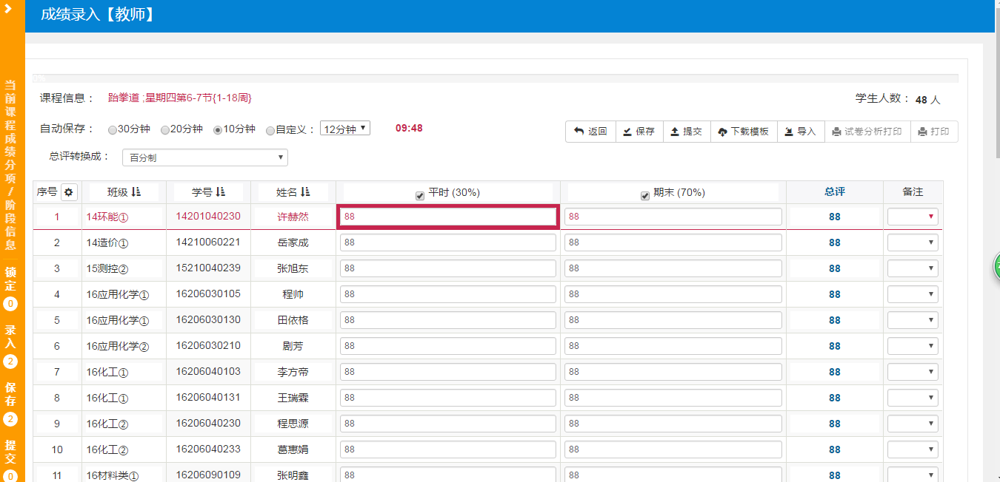 成绩录入【教师】
当前课程成绩分项/阶段信息
锁定
0
录入
2
保存
2
提交
0
0%
课程信息： 跆拳道 ;星期四第6-7节{1-18周}
学生人数： 48 人
自动保存： 30分钟 20分钟 10分钟 自定义： 12分钟 09:48
返回 保存 提交 下载模板 导入 试卷分析打印 打印
总评转换成： 百分制
序号 班级 学号 姓名 平时 (30%) 期末 (70%) 总评 备注
1 14环能① 14201040230 许赫然 88 88 88
2 14造价① 14210060221 岳家成 88 88 88
3 15测控② 15210040239 张旭东 88 88 88
4 16应用化学① 16206030105 程帅 88 88 88
5 16应用化学① 16206030130 田依格 88 88 88
6 16应用化学② 16206030210 剧芳 88 88 88
7 16化工① 16206040103 李方帝 88 88 88
8 16化工① 16206040131 王瑞霖 88 88 88
9 16化工② 16206040230 程思源 88 88 88
10 16化工② 16206040233 葛惠娟 88 88 88
11 16材料类① 16206090109 张明鑫 88 88 88